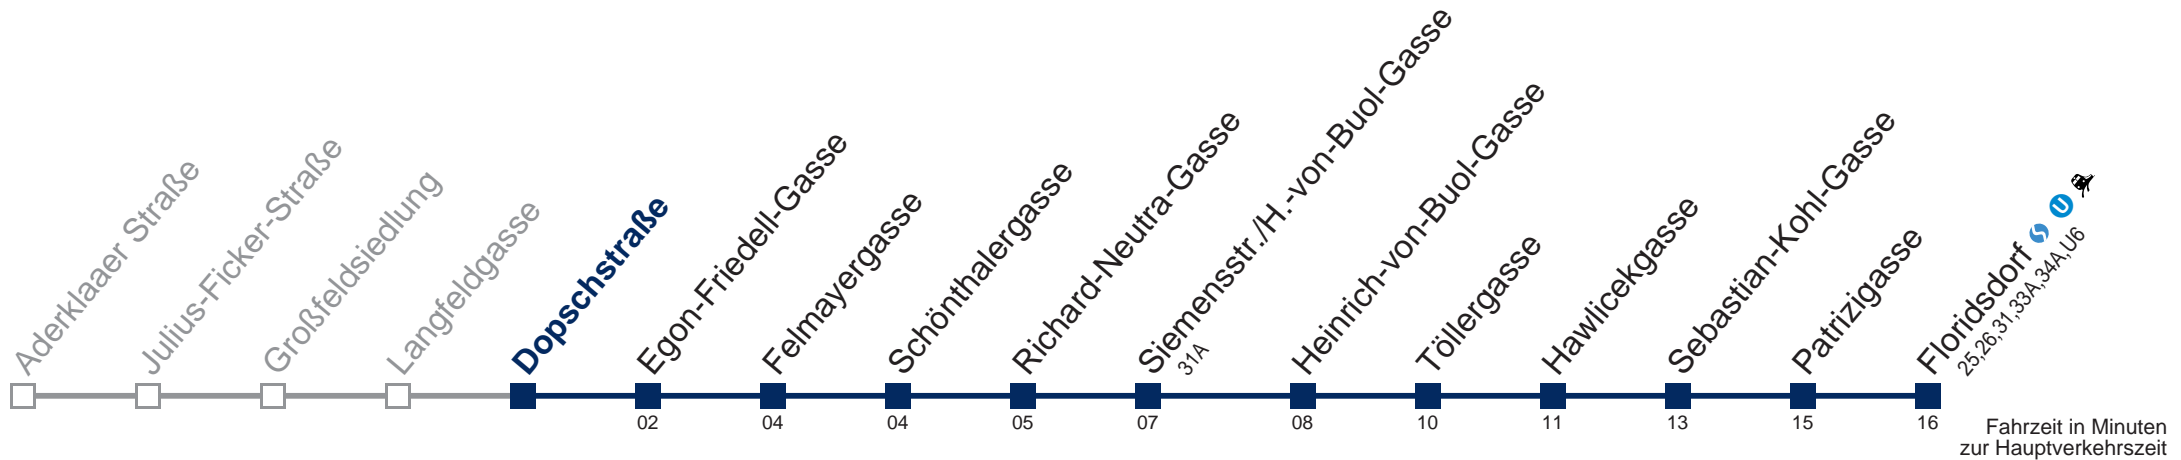 Aderklaaer Straße
Julius-Ficker-Straße
Großfeldsiedlung
Langfeldgasse
Dopschstraße
Egon-Friedell-Gasse
Felmayergasse
Schönthalergasse
Richard-Neutra-Gasse
Siemensstr./H.-von-Buol-Gasse
31A
Heinrich-von-Buol-Gasse
Töllergasse
Hawlicekgasse
Sebastian-Kohl-Gasse
Patrizigasse
Floridsdorf S U
25,26,31,33A,34A,U6
02 04 04 05 07 08 10 11 13 15 16
Fahrzeit in Minuten
zur Hauptverkehrszeit